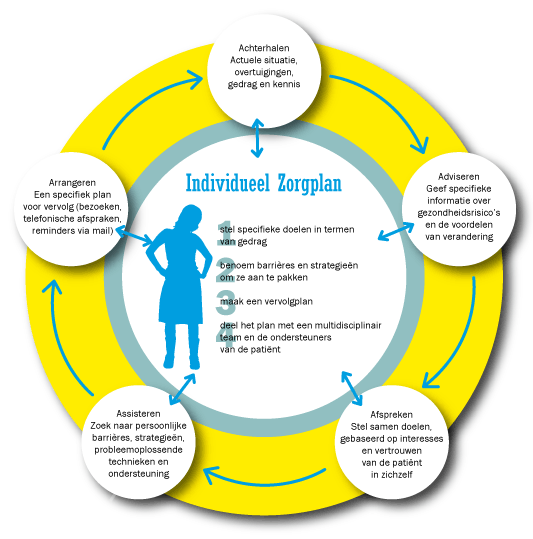 Achterhalen
Actuele situatie,
overtuigingen,
gedrag en kennis
Adviseren
Geef specifieke
informatie over
gezondheidsrisico's
en de voordelen
van verandering
Afspreken
Stel samen doelen,
gebaseerd op interesses
en vertrouwen
van de patiënt
in zichzelf
Assisteren
Zoek naar persoonlijke
barrières, strategieën,
probleemoplossende
technieken en
ondersteuning
Arrangeren
Een specifiek plan
voor vervolg (bezoeken,
telefonische afspraken,
reminders via mail)
Individueel Zorgplan
1 stel specifieke doelen in termen
van gedrag
2 benoem barrières en strategieën
om ze aan te pakken
3 maak een vervolgplan
4 deel het plan met een multidisciplinair
team en de ondersteuners
van de patiënt